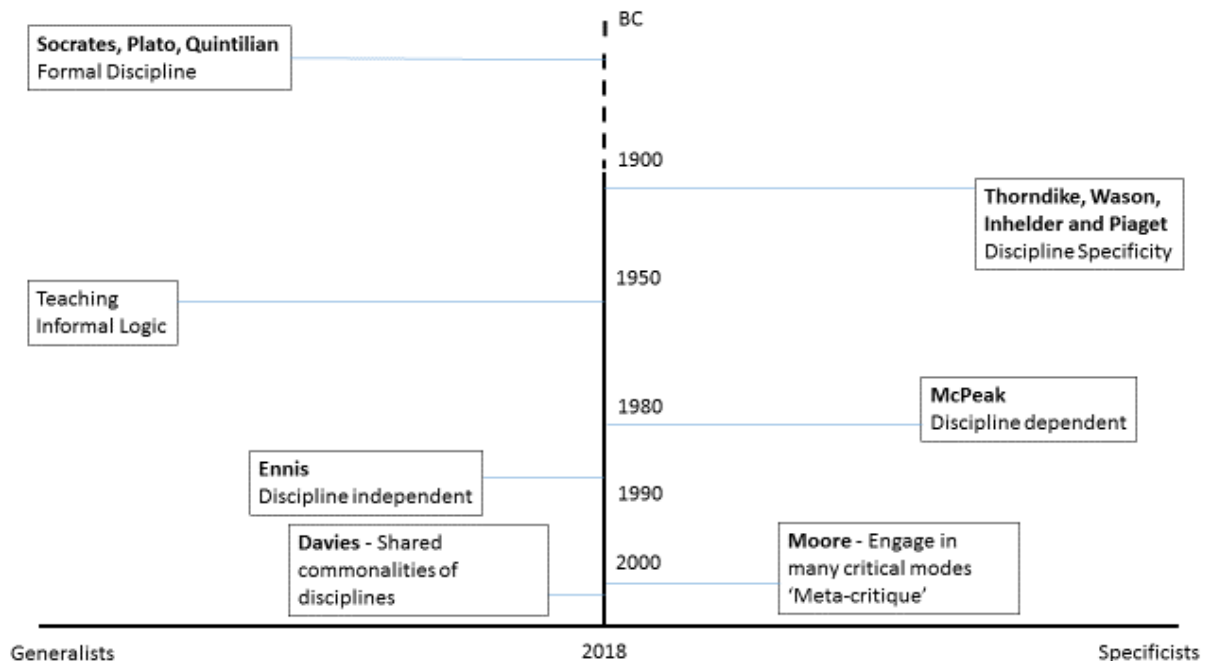 BC
Socrates, Plato, Quintilian
Formal Discipline
1900
Thorndike, Wason,
Inhelder and Piaget
Discipline Specificity
1950
Teaching
Informal Logic
McPeak
Discipline dependent
1980
Ennis
Discipline independent
1990
Davies - Shared
commonalities of
disciplines
2000
Moore - Engage in
many critical modes
‘Meta-critique’
Generalists
2018
Specificists